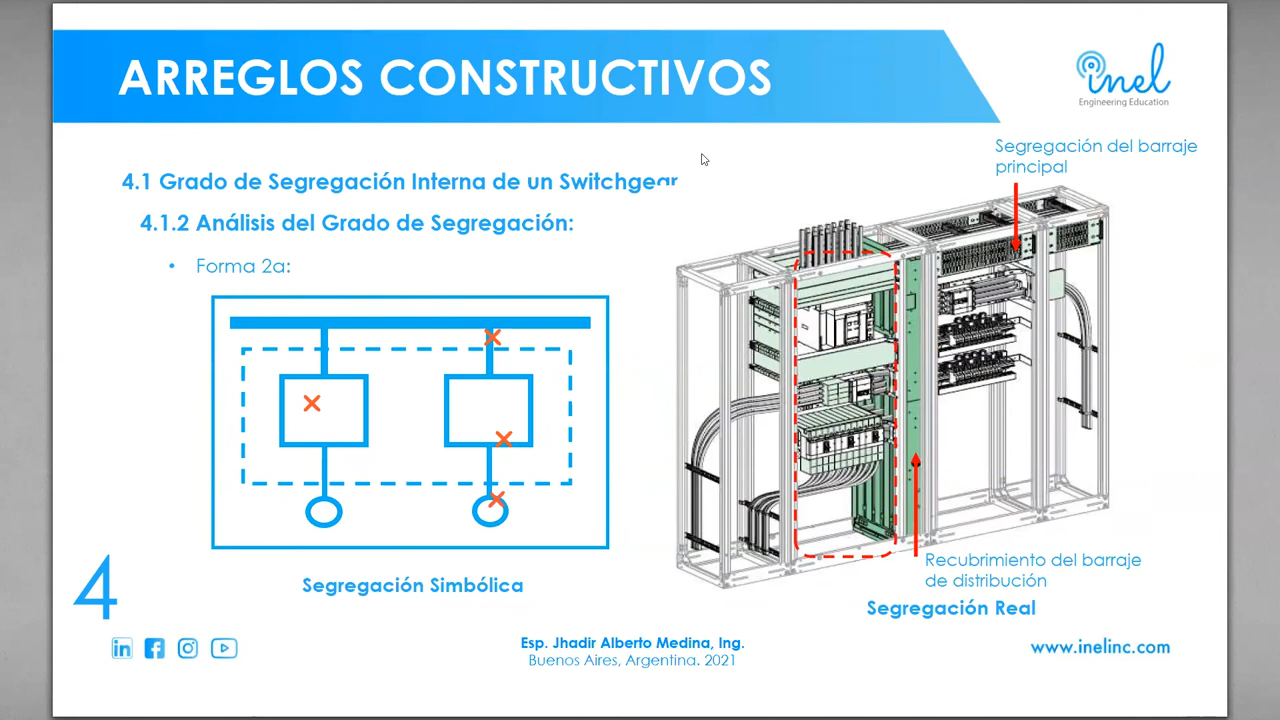 ARREGLOS CONSTRUCTIVOS
inel
Engineering Education
4.1 Grado de Segregación Interna de un Switchgear
4.1.2 Análisis del Grado de Segregación:
• Forma 2a:
Segregación del barraje
principal
Recubrimiento del barraje
de distribución
Segregación Simbólica
Segregación Real
4
Esp. Jhadir Alberto Medina, Ing.
Buenos Aires, Argentina. 2021
www.inelinc.com